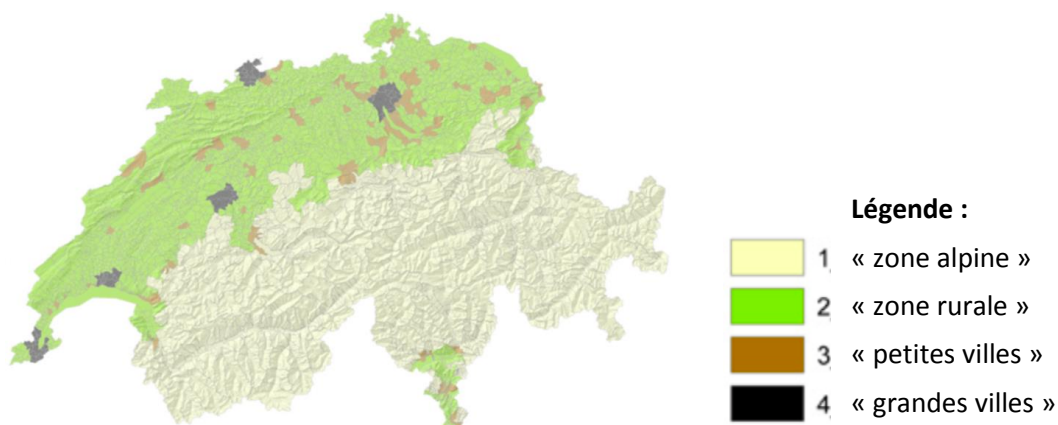 Légende :
1, « zone alpine »
2, « zone rurale »
3, « petites villes »
4, « grandes villes »